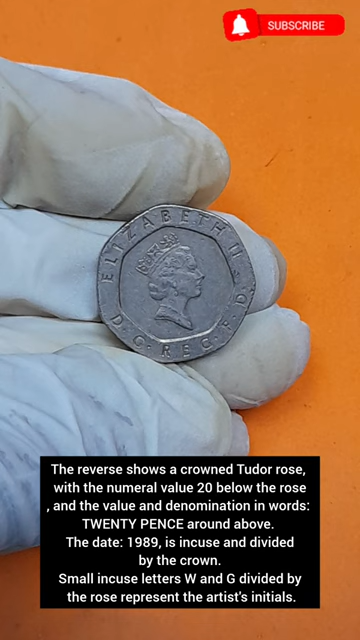 SUBSCRIBE
ELIZABETH II
D·G·REG·F·D·
The reverse shows a crowned Tudor rose,
with the numeral value 20 below the rose
, and the value and denomination in words:
TWENTY PENCE around above.
The date: 1989, is incuse and divided
by the crown.
Small incuse letters W and G divided by
the rose represent the artist's initials.